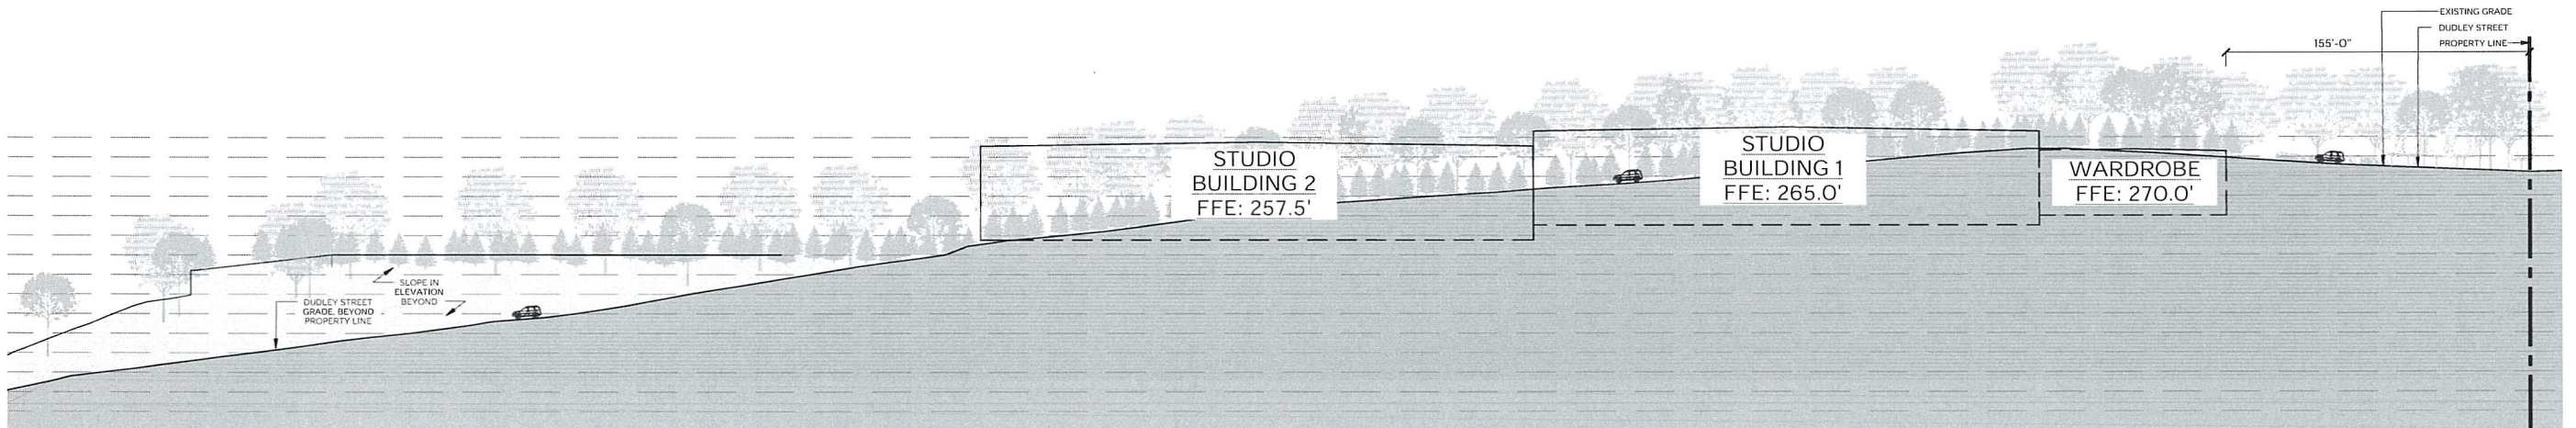 EXISTING GRADE
DUDLEY STREET
PROPERTY LINE
155'-0"
STUDIO
BUILDING 2
FFE: 257.5'
STUDIO
BUILDING 1
FFE: 265.0'
WARDROBE
FFE: 270.0'
SLOPE IN
ELEVATION
BEYOND
DUDLEY STREET
GRADE, BEYOND
PROPERTY LINE